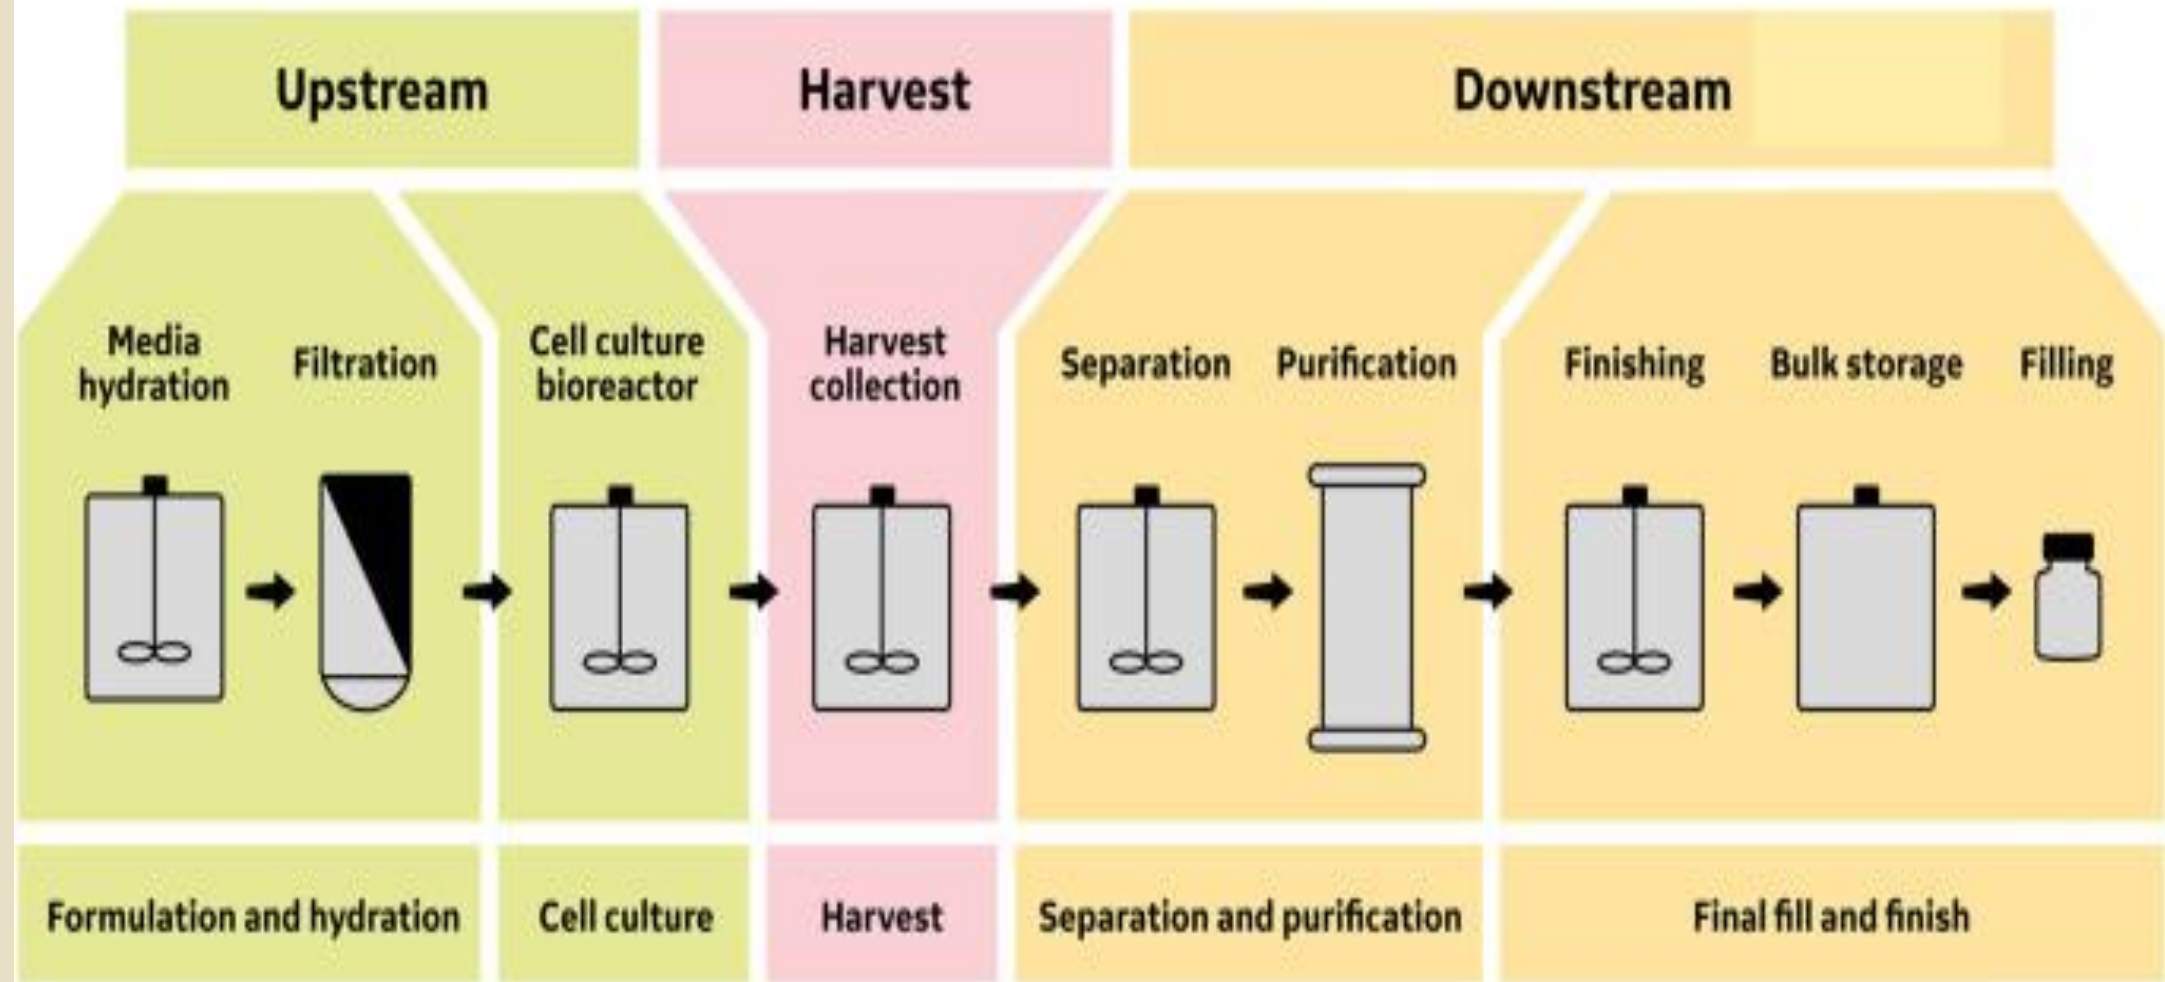 Upstream
Harvest
Downstream
Media
hydration
Filtration
Cell culture
bioreactor
Harvest
collection
Separation
Purification
Finishing
Bulk storage
Filling
Formulation and hydration
Cell culture
Harvest
Separation and purification
Final fill and finish